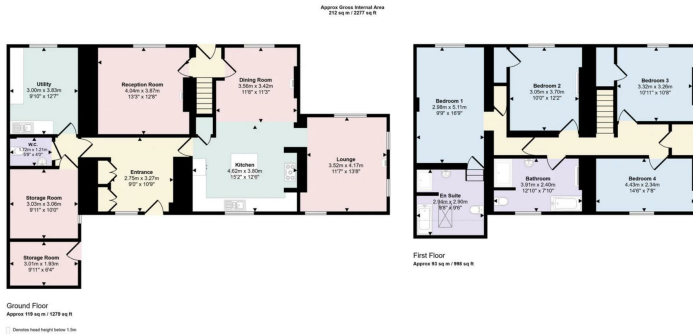 Approx Gross Internal Area
212 sq m / 2277 sq ft
Utility
3.00m x 3.83m
9'10" x 12'7"
Reception Room
4.04m x 3.87m
13'3" x 12'8"
Dining Room
3.56m x 3.42m
11'8" x 11'3"
W.C.
1.72m x 1.21m
Storage Room
3.03m x 3.06m
9'11" x 10'0"
Entrance
2.75m x 3.27m
9'0" x 10'9"
Kitchen
4.62m x 3.80m
15'2" x 12'6"
Lounge
3.52m x 4.17m
11'7" x 13'8"
Storage Room
3.01m x 1.93m
9'11" x 6'4"
Ground Floor
Approx 119 sq m / 1279 sq ft
Denotes head height below 1.5m
Bedroom 1
2.98m x 5.11m
9'9" x 16'9"
Bedroom 2
3.05m x 3.70m
10'0" x 12'2"
Bedroom 3
3.32m x 3.26m
10'11" x 10'8"
En Suite
2.94m x 2.90m
9'8" x 9'6"
Bathroom
3.91m x 2.40m
12'10" x 7'10"
Bedroom 4
4.43m x 2.34m
14'6" x 7'8"
First Floor
Approx 93 sq m / 998 sq ft